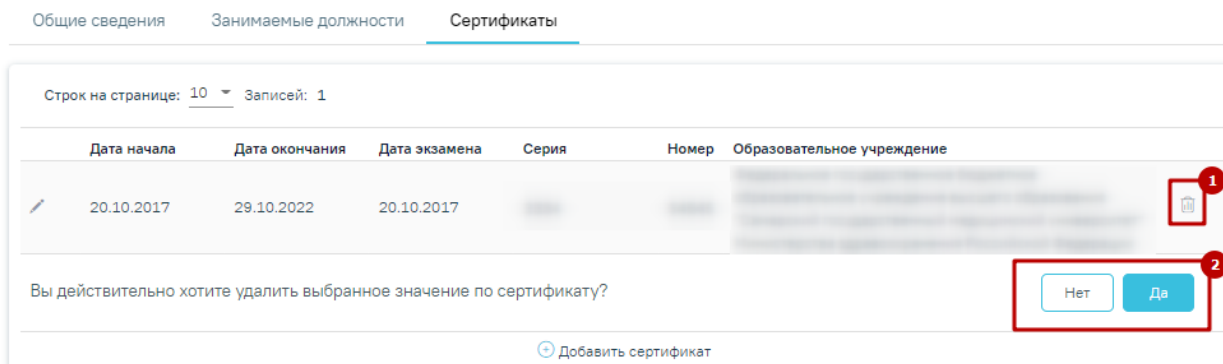 Общие сведения Занимаемые должности Сертификаты
Строк на странице: 10 Записей: 1
Дата начала Дата окончания Дата экзамена Серия Номер Образовательное учреждение
1
20.10.2017 29.10.2022 20.10.2017
2
Вы действительно хотите удалить выбранное значение по сертификату? Нет Да
Добавить сертификат